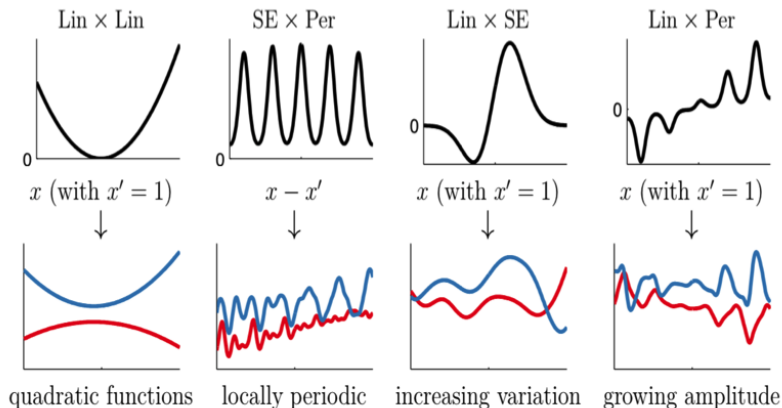 Lin × Lin
SE × Per
Lin × SE
Lin × Per
0
0
0
0
x (with x′ = 1)
x − x′
x (with x′ = 1)
x (with x′ = 1)
↓
↓
↓
↓
quadratic functions
locally periodic
increasing variation
growing amplitude